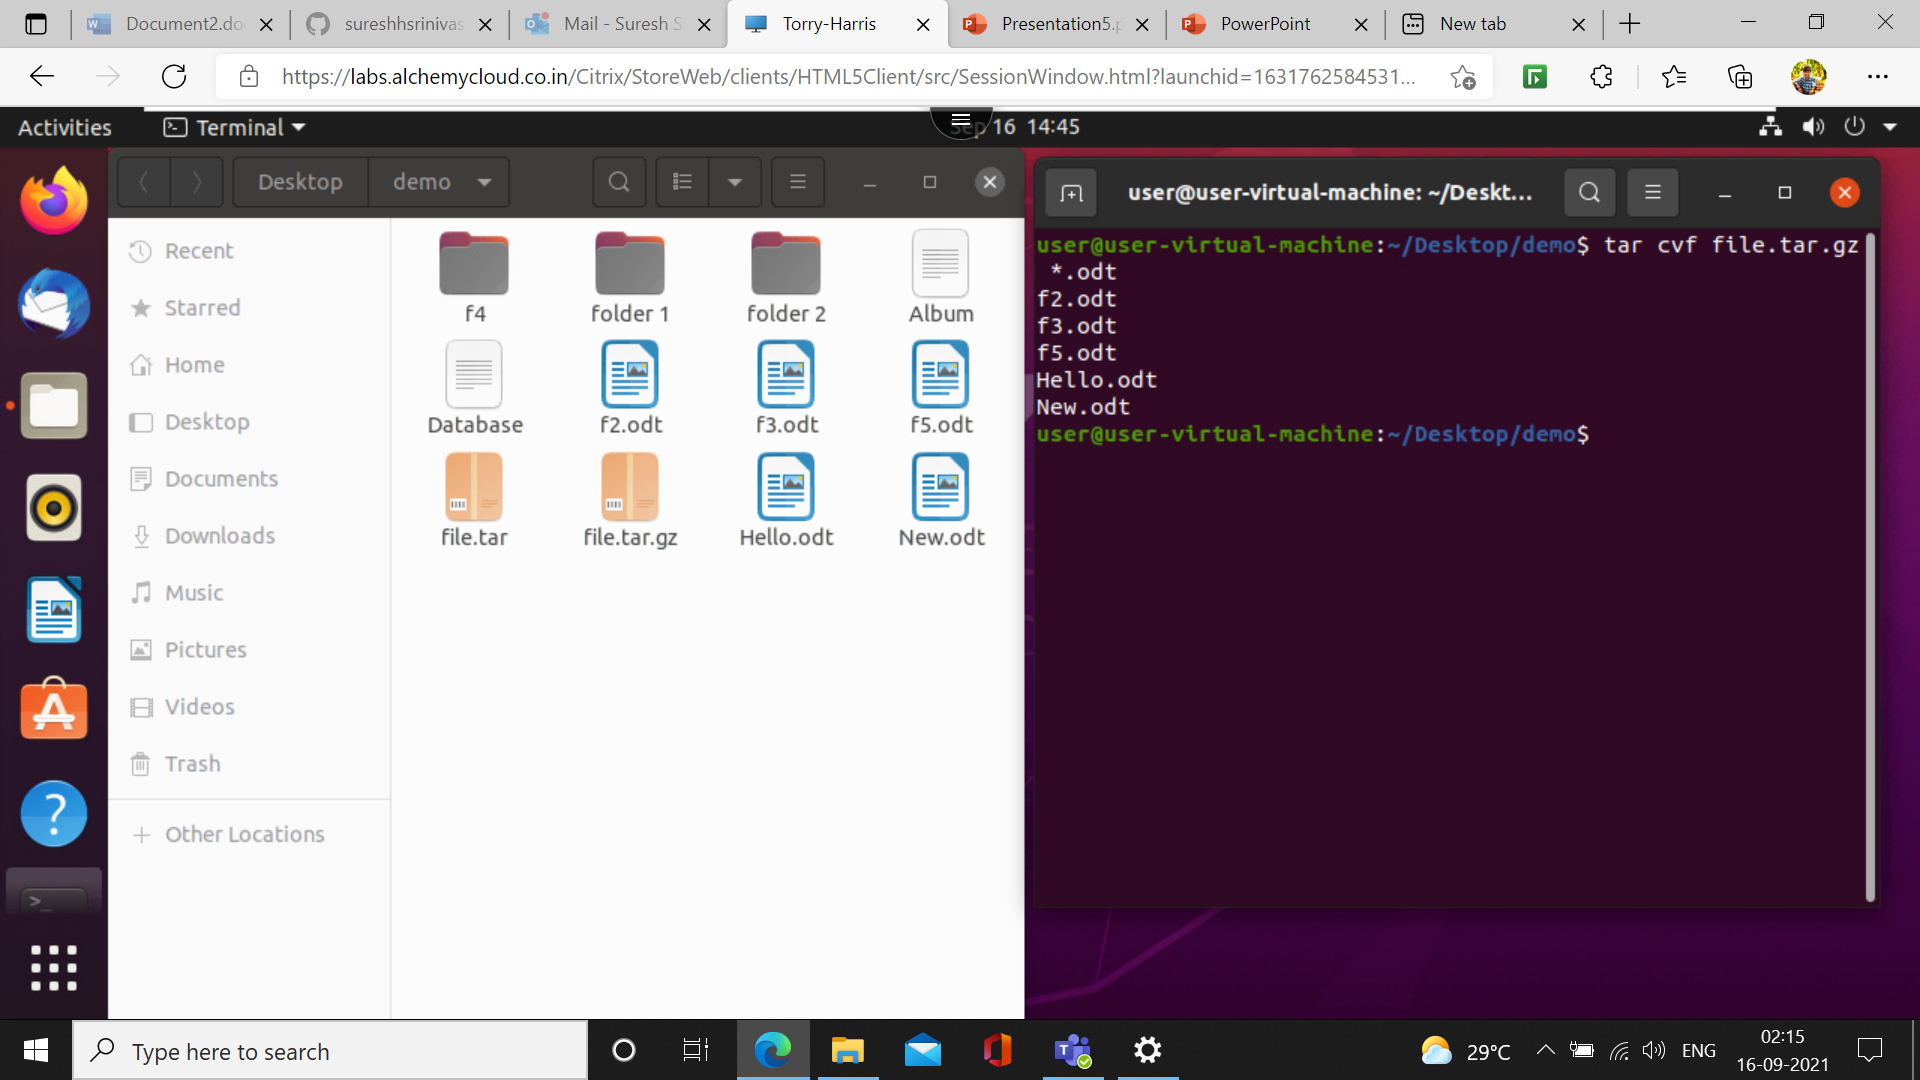 Document2.do
sureshhsrinivas
Mail - Suresh S
Torry-Harris
Presentation5.p
PowerPoint
New tab
https://labs.alchemycloud.co.in/Citrix/StoreWeb/clients/HTML5Client/src/SessionWindow.html?launchid=1631762584531...
Activities
Terminal
Sep 16 14:45
Desktop
demo
Recent
Starred
Home
Desktop
Documents
Downloads
Music
Pictures
Videos
Trash
Other Locations
f4
folder 1
folder 2
Album
Database
f2.odt
f3.odt
f5.odt
file.tar
file.tar.gz
Hello.odt
New.odt
user@user-virtual-machine: ~/Deskt...
user@user-virtual-machine:~/Desktop/demo$ tar cvf file.tar.gz
*.odt
f2.odt
f3.odt
f5.odt
Hello.odt
New.odt
user@user-virtual-machine:~/Desktop/demo$
Type here to search
29°C
ENG
02:15
16-09-2021